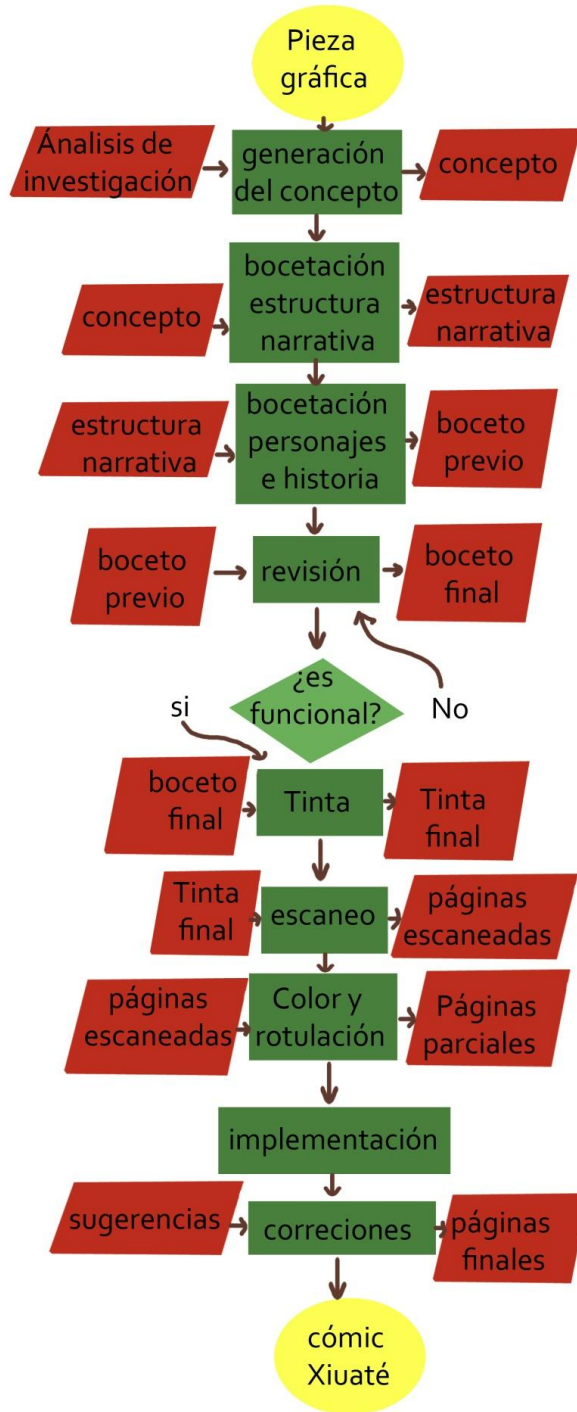 Pieza
gráfica
Ánalisis de
investigación
generación
del concepto
concepto
concepto
bocetación
estructura
narrativa
estructura
narrativa
estructura
narrativa
bocetación
personajes
e historia
boceto
previo
boceto
previo
revisión
boceto
final
¿es
funcional?
si
No
boceto
final
Tinta
Tinta
final
Tinta
final
escaneo
páginas
escaneadas
páginas
escaneadas
Color y
rotulación
Páginas
parciales
implementación
sugerencias
correciones
páginas
finales
cómic
Xiuaté